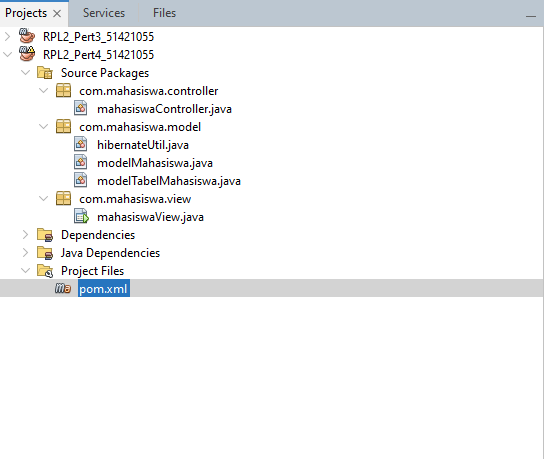 Projects Services Files
RPL2_Pert3_51421055
RPL2_Pert4_51421055
Source Packages
com.mahasiswa.controller
mahasiswaController.java
com.mahasiswa.model
hibernateUtil.java
modelMahasiswa.java
modelTabelMahasiswa.java
com.mahasiswa.view
mahasiswaView.java
Dependencies
Java Dependencies
Project Files
pom.xml